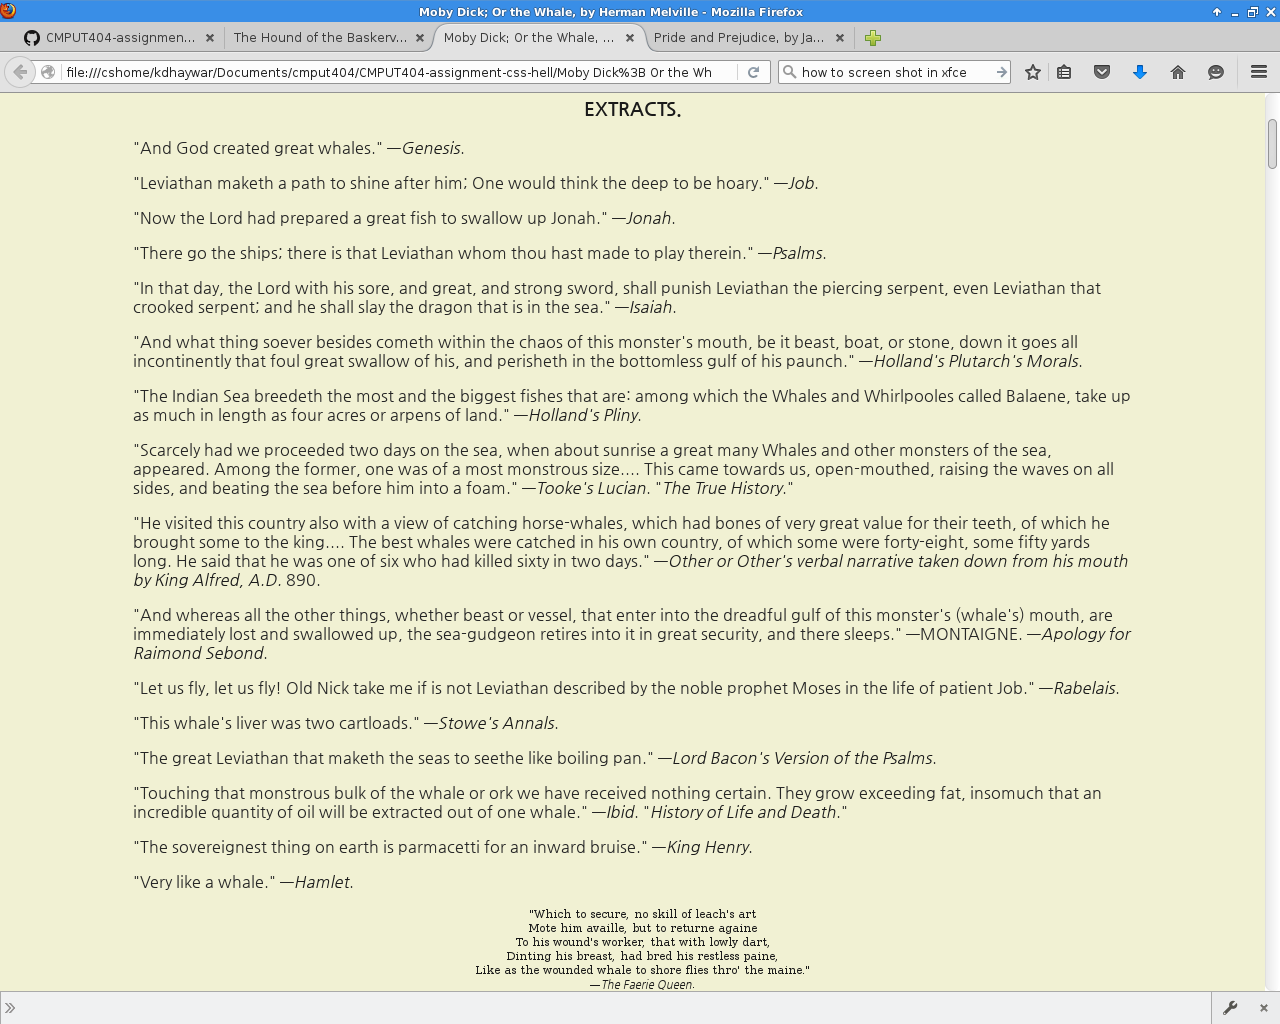 Moby Dick; Or the Whale, by Herman Melville - Mozilla Firefox
CMPUT404-assignmen...
The Hound of the Baskerv...
Moby Dick; Or the Whale, ...
Pride and Prejudice, by Ja...
file:///cshome/kdhaywar/Documents/cmput404/CMPUT404-assignment-css-hell/Moby Dick%3B Or the Wh
how to screen shot in xfce
EXTRACTS.
"And God created great whales." —Genesis.
"Leviathan maketh a path to shine after him; One would think the deep to be hoary." —Job.
"Now the Lord had prepared a great fish to swallow up Jonah." —Jonah.
"There go the ships; there is that Leviathan whom thou hast made to play therein." —Psalms.
"In that day, the Lord with his sore, and great, and strong sword, shall punish Leviathan the piercing serpent, even Leviathan that
crooked serpent; and he shall slay the dragon that is in the sea." —Isaiah.
"And what thing soever besides cometh within the chaos of this monster's mouth, be it beast, boat, or stone, down it goes all
incontinently that foul great swallow of his, and perisheth in the bottomless gulf of his paunch." —Holland's Plutarch's Morals.
"The Indian Sea breedeth the most and the biggest fishes that are: among which the Whales and Whirlpooles called Balaene, take up
as much in length as four acres or arpens of land." —Holland's Pliny.
"Scarcely had we proceeded two days on the sea, when about sunrise a great many Whales and other monsters of the sea,
appeared. Among the former, one was of a most monstrous size.... This came towards us, open-mouthed, raising the waves on all
sides, and beating the sea before him into a foam." —Tooke's Lucian. "The True History."
"He visited this country also with a view of catching horse-whales, which had bones of very great value for their teeth, of which he
brought some to the king.... The best whales were catched in his own country, of which some were forty-eight, some fifty yards
long. He said that he was one of six who had killed sixty in two days." —Other or Other's verbal narrative taken down from his mouth
by King Alfred, A.D. 890.
"And whereas all the other things, whether beast or vessel, that enter into the dreadful gulf of this monster's (whale's) mouth, are
immediately lost and swallowed up, the sea-gudgeon retires into it in great security, and there sleeps." —MONTAIGNE. —Apology for
Raimond Sebond.
"Let us fly, let us fly! Old Nick take me if is not Leviathan described by the noble prophet Moses in the life of patient Job." —Rabelais.
"This whale's liver was two cartloads." —Stowe's Annals.
"The great Leviathan that maketh the seas to seethe like boiling pan." —Lord Bacon's Version of the Psalms.
"Touching that monstrous bulk of the whale or ork we have received nothing certain. They grow exceeding fat, insomuch that an
incredible quantity of oil will be extracted out of one whale." —Ibid. "History of Life and Death."
"The sovereignest thing on earth is parmacetti for an inward bruise." —King Henry.
"Very like a whale." —Hamlet.
"Which to secure, no skill of leach's art
Mote him availle, but to returne againe
To his wound's worker, that with lowly dart,
Dinting his breast, had bred his restless paine,
Like as the wounded whale to shore flies thro' the maine."
—The Faerie Queen.